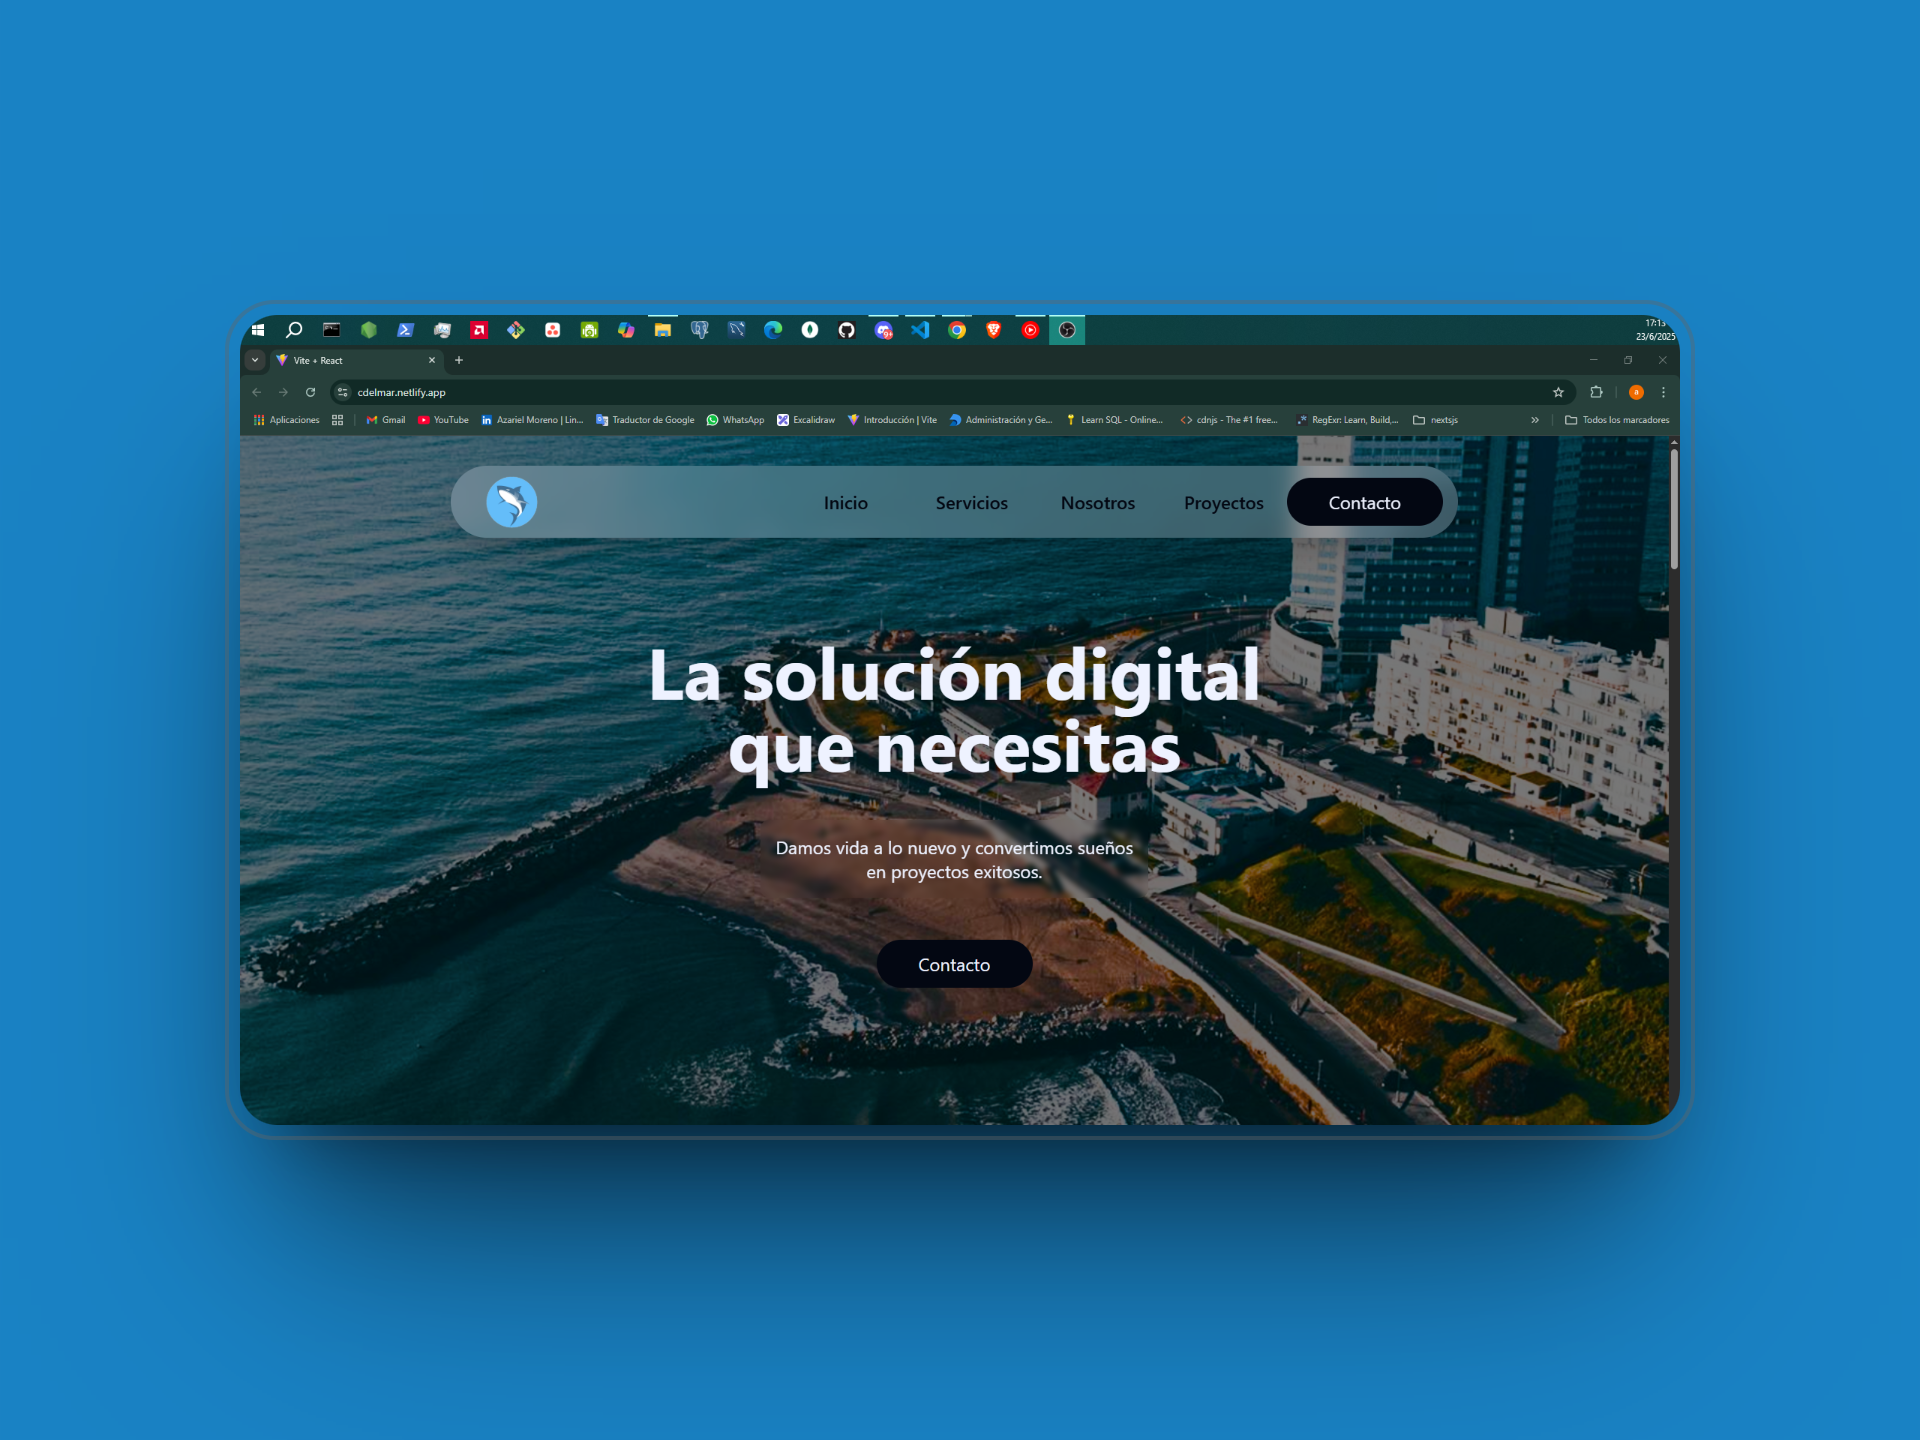 17:13
23/6/2025
Vite + React
cdelmar.netlify.app
Aplicaciones
Gmail
YouTube
Azariel Moreno | Lin...
Traductor de Google
WhatsApp
Excalidraw
Introducción | Vite
Administración y Ge...
Learn SQL - Online...
cdnjs - The #1 free...
RegExr: Learn, Build,...
nextsjs
Todos los marcadores
Inicio
Servicios
Nosotros
Proyectos
Contacto
La solución digital
que necesitas
Damos vida a lo nuevo y convertimos sueños
en proyectos exitosos.
Contacto